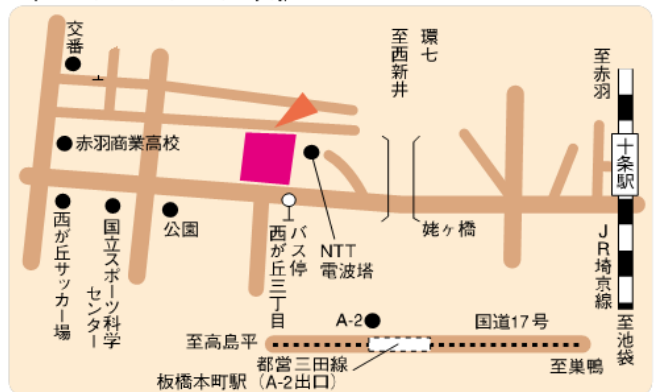 交番
至西新井
環七
至赤羽
赤羽商業高校
十条駅
西が丘サッカー場
国立スポーツ科学
センター
公園
バス停
西が丘三丁目
NTT
電波塔
姥ヶ橋
JR埼京線
至池袋
A-2
国道17号
至高島平
至巣鴨
都営三田線
板橋本町駅（A-2出口）